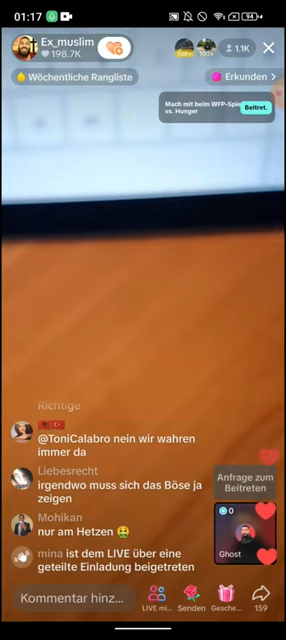 01:17
94
Ex_muslim
198.7K
100+
1.1K
Wöchentliche Rangliste
Erkunden >
Mach mit beim WFP-Spie
vs. Hunger
Beitret.
Richtige
@ToniCalabro nein wir wahren
immer da
Liebesrecht
irgendwo muss sich das Böse ja
zeigen
Anfrage zum
Beitreten
Mohikan
nur am Hetzen 🤮
0
Ghost
mina ist dem LIVE über eine
geteilte Einladung beigetreten
Kommentar hinz...
LIVE mi...
Senden
Gesche...
159